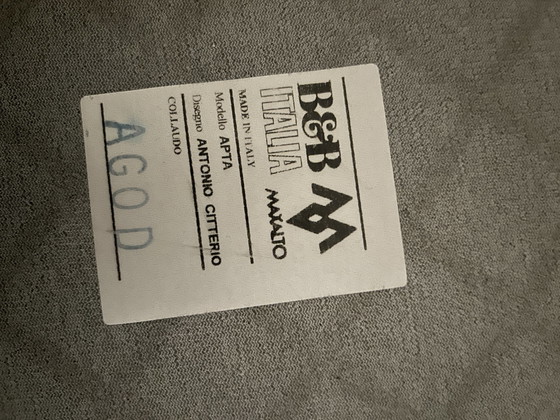 B&B
ITALIA
MAXALTO
MADE IN ITALY
Modello APTA
Disegno ANTONIO CITTERIO
COLLAUDO
AGOD